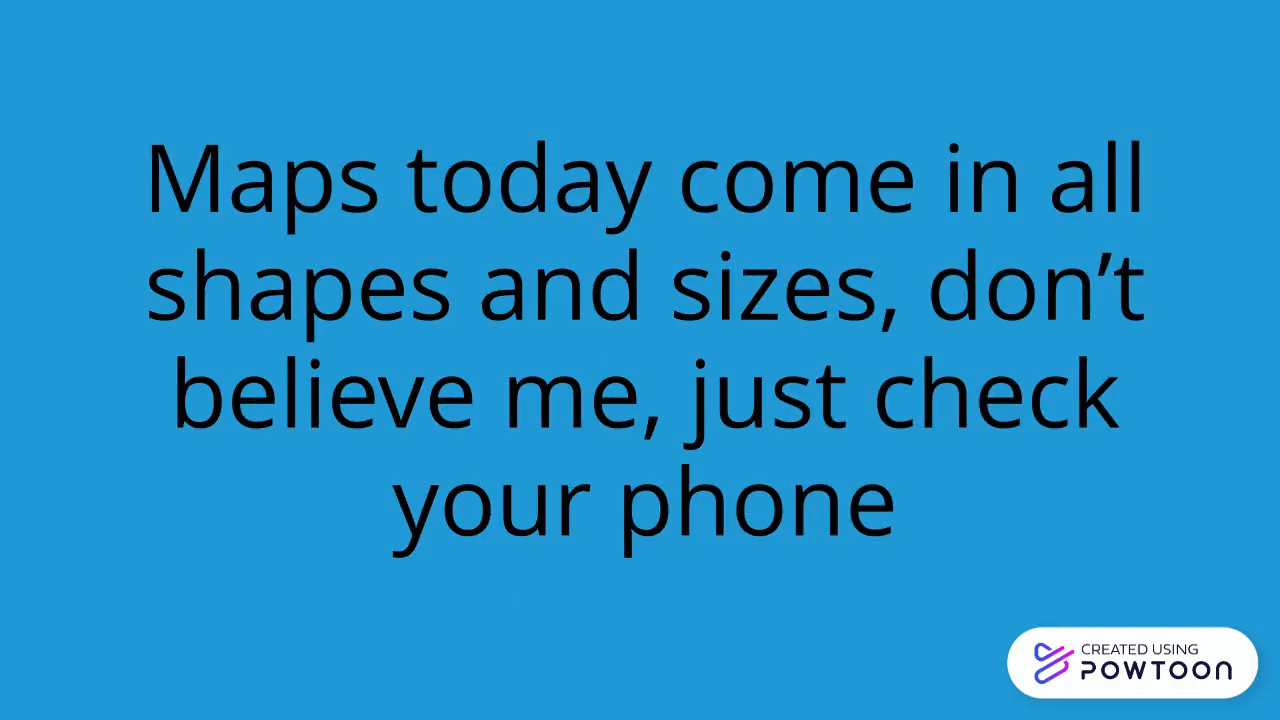 Maps today come in all
shapes and sizes, don’t
believe me, just check
your phone
CREATED USING
POWTOON